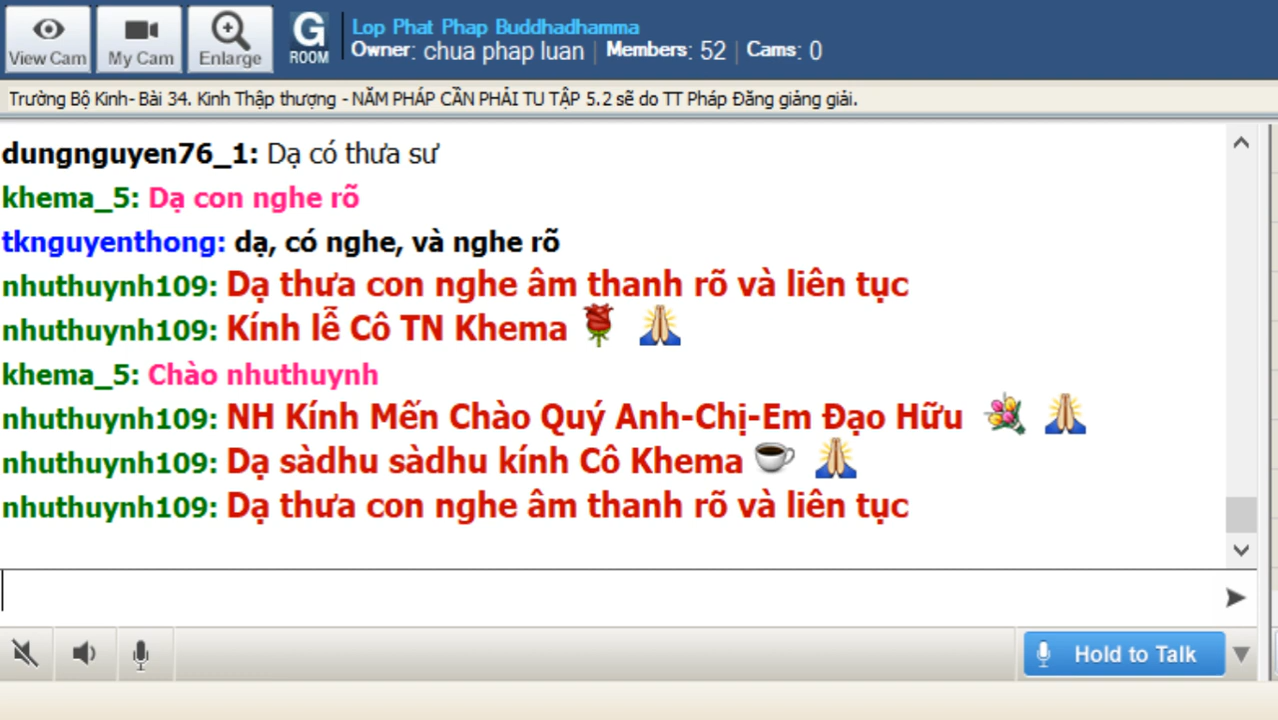 Lop Phat Phap Buddhadhamma
View Cam My Cam Enlarge G ROOM Owner: chua phap luan | Members: 52 | Cams: 0
Trường Bộ Kinh- Bài 34. Kinh Thập thượng - NĂM PHÁP CẦN PHẢI TU TẬP 5.2 sẽ do TT Pháp Đăng giảng giải.
dungnguyen76_1: Dạ có thưa sư
khema_5: Dạ con nghe rõ
tknguyenthong: dạ, có nghe, và nghe rõ
nhuthuynh109: Dạ thưa con nghe âm thanh rõ và liên tục
nhuthuynh109: Kính lễ Cô TN Khema 🌹 🙏
khema_5: Chào nhuthuynh
nhuthuynh109: NH Kính Mến Chào Quý Anh-Chị-Em Đạo Hữu 💐 🙏
nhuthuynh109: Dạ sàdhu sàdhu kính Cô Khema ☕ 🙏
nhuthuynh109: Dạ thưa con nghe âm thanh rõ và liên tục
Hold to Talk